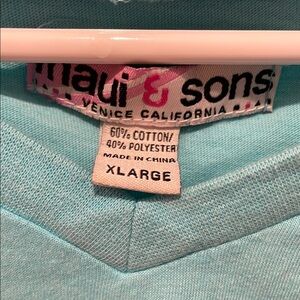 maui & sons
VENICE CALIFORNIA
60% COTTON/
40% POLYESTER
MADE IN CHINA
XLARGE